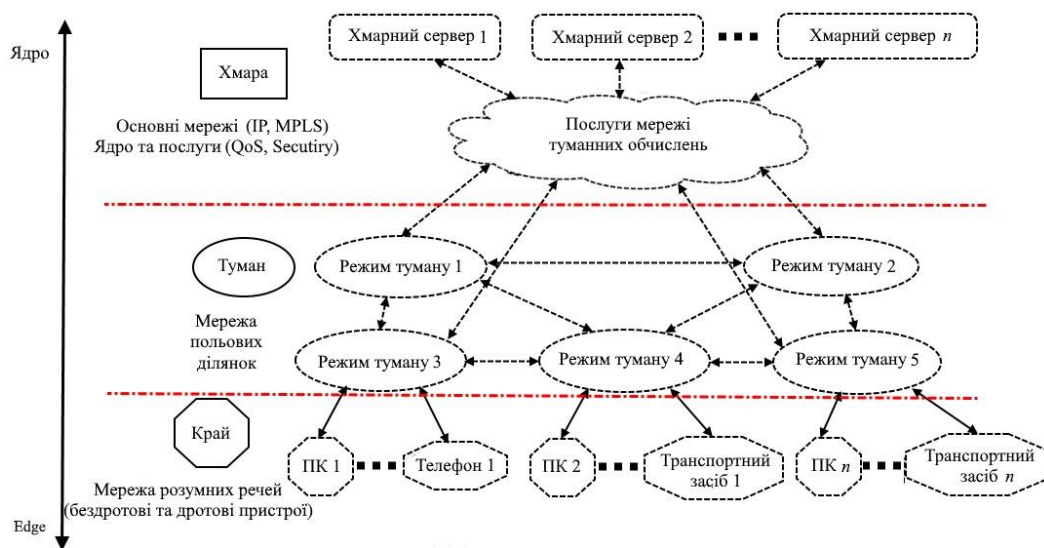 Ядро
Хмарний сервер 1
Хмарний сервер 2
Хмарний сервер n
Хмара
Основні мережі (IP, MPLS)
Ядро та послуги (QoS, Secutiry)
Послуги мережі
туманних обчислень
Туман
Режим туману 1
Режим туману 2
Мережа
польових
ділянок
Режим туману 3
Режим туману 4
Режим туману 5
Край
ПК 1
Телефон 1
ПК 2
Транспортний
засіб 1
ПК n
Транспортний
засіб n
Мережа розумних речей
(бездротові та дротові пристрої)
Edge